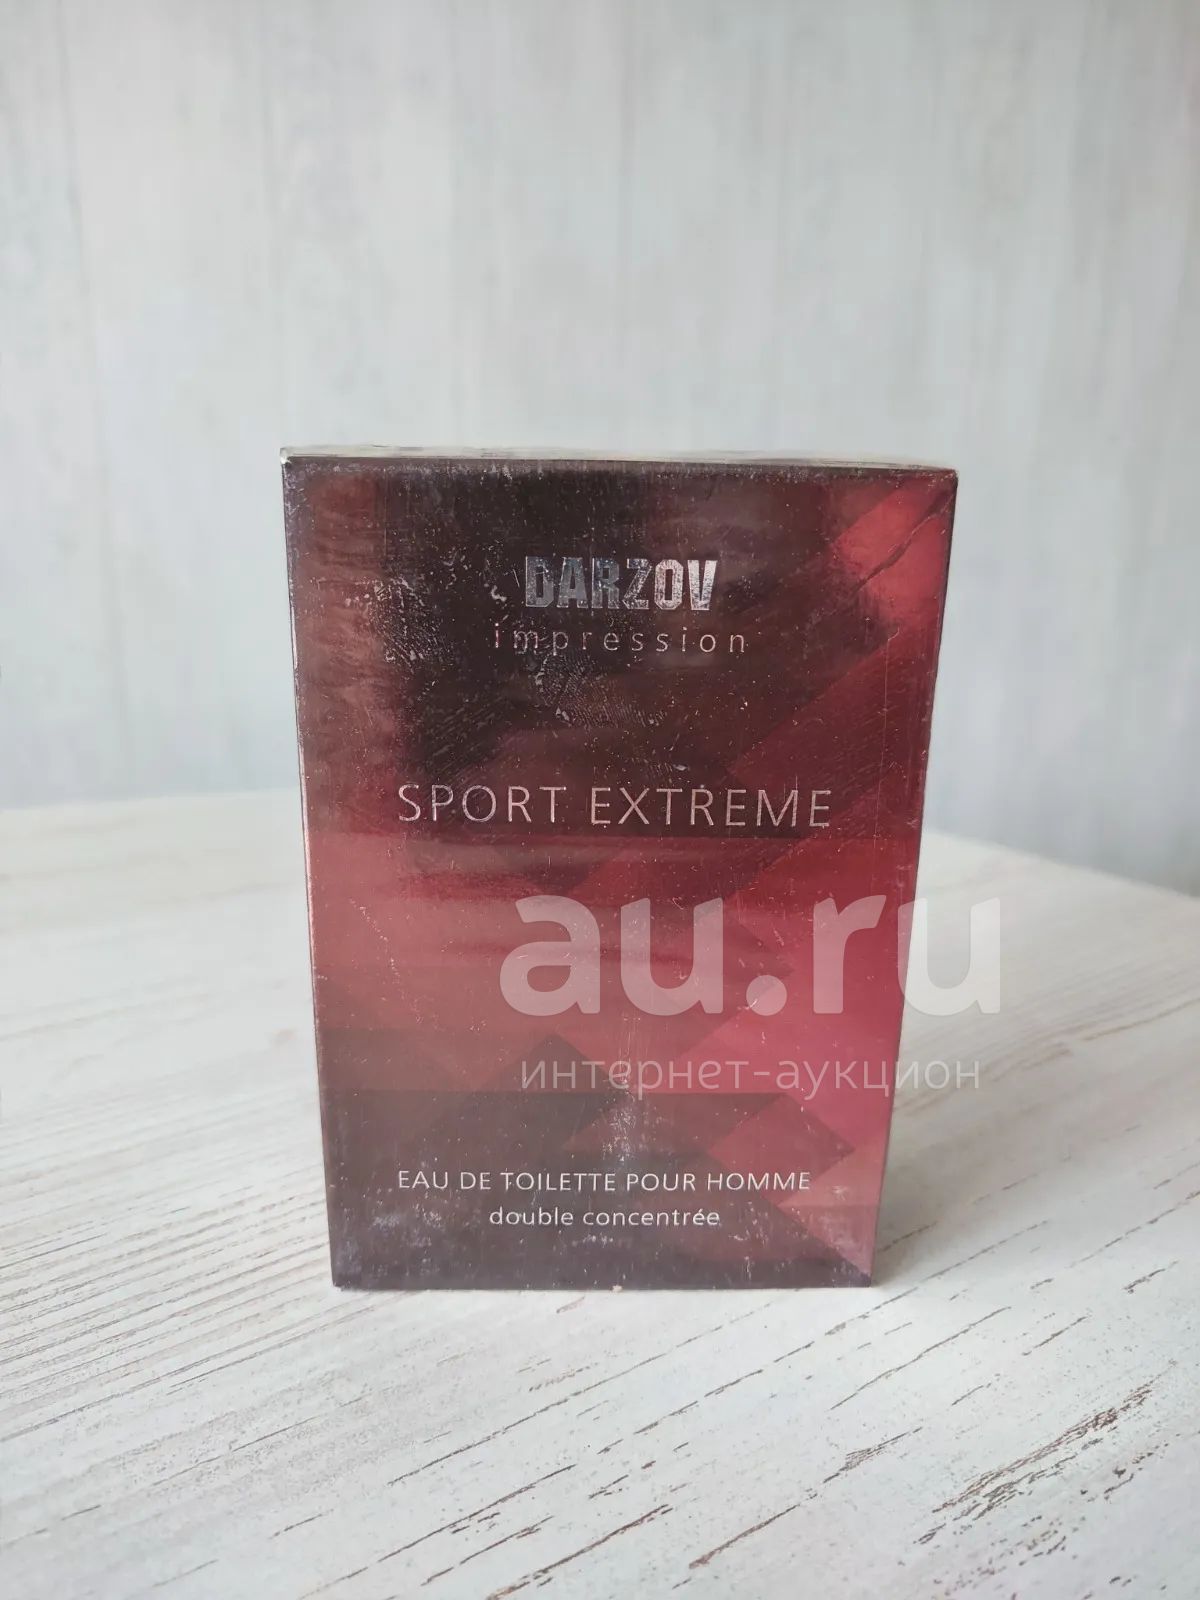 DARZOV
impression
SPORT EXTREME
au.ru
интернет-аукцион
EAU DE TOILETTE POUR HOMME
double concentrée